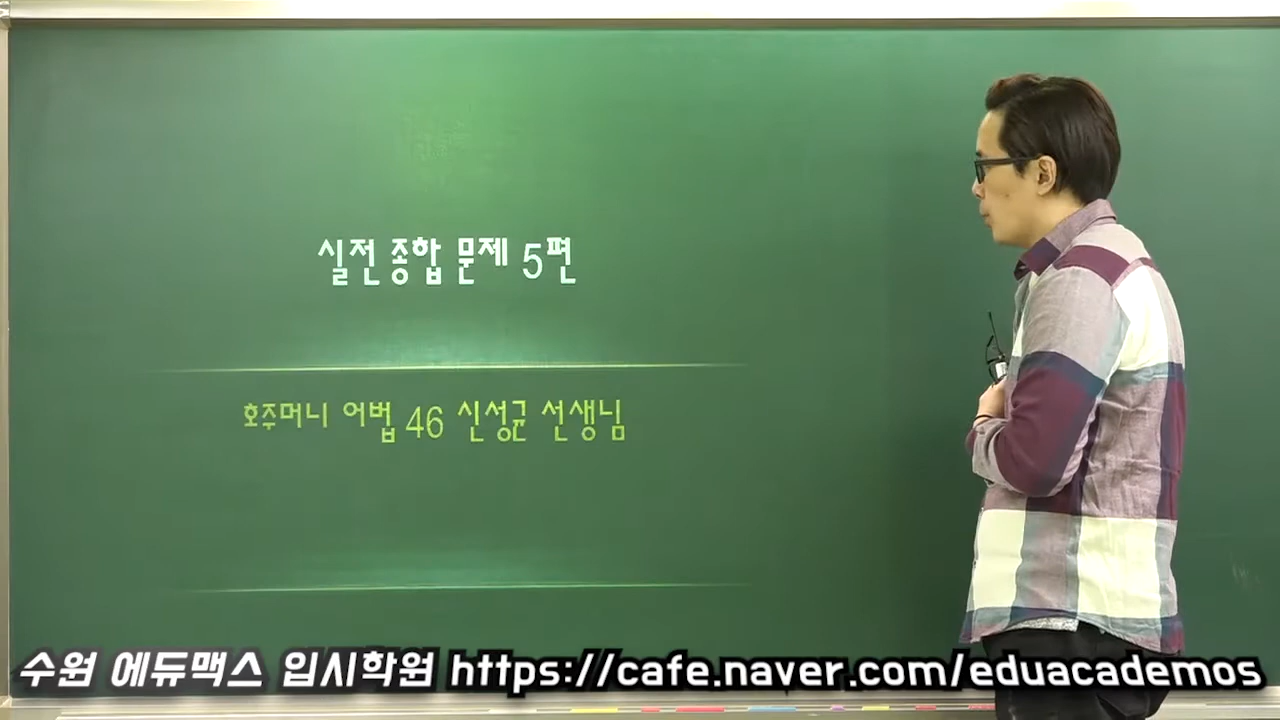 실전 종합 문제 5편
호주머니 어법 46 신성균 선생님
수원 에듀맥스 입시학원 https://cafe.naver.com/eduacademos